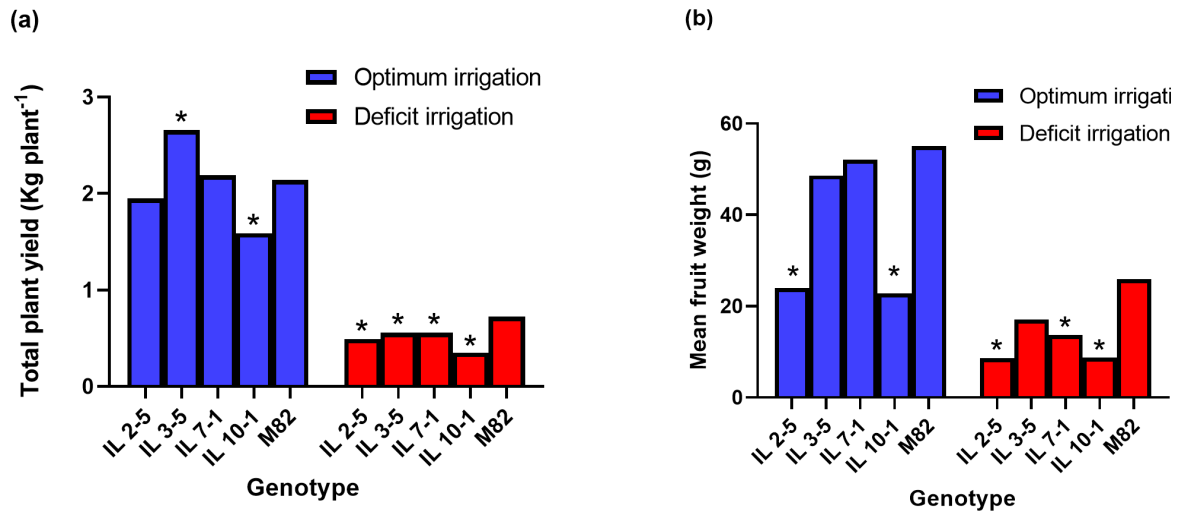 (a)
Optimum irrigation
Deficit irrigation
Total plant yield (Kg plant⁻¹)
3
2
1
0
*
*
*
*
*
*
IL 2-5
IL 3-5
IL 7-1
IL 10-1
M82
IL 2-5
IL 3-5
IL 7-1
IL 10-1
M82
Genotype
(b)
Optimum irrigati
Deficit irrigation
Mean fruit weight (g)
60
40
20
0
*
*
*
*
*
IL 2-5
IL 3-5
IL 7-1
IL 10-1
M82
IL 2-5
IL 3-5
IL 7-1
IL 10-1
M82
Genotype